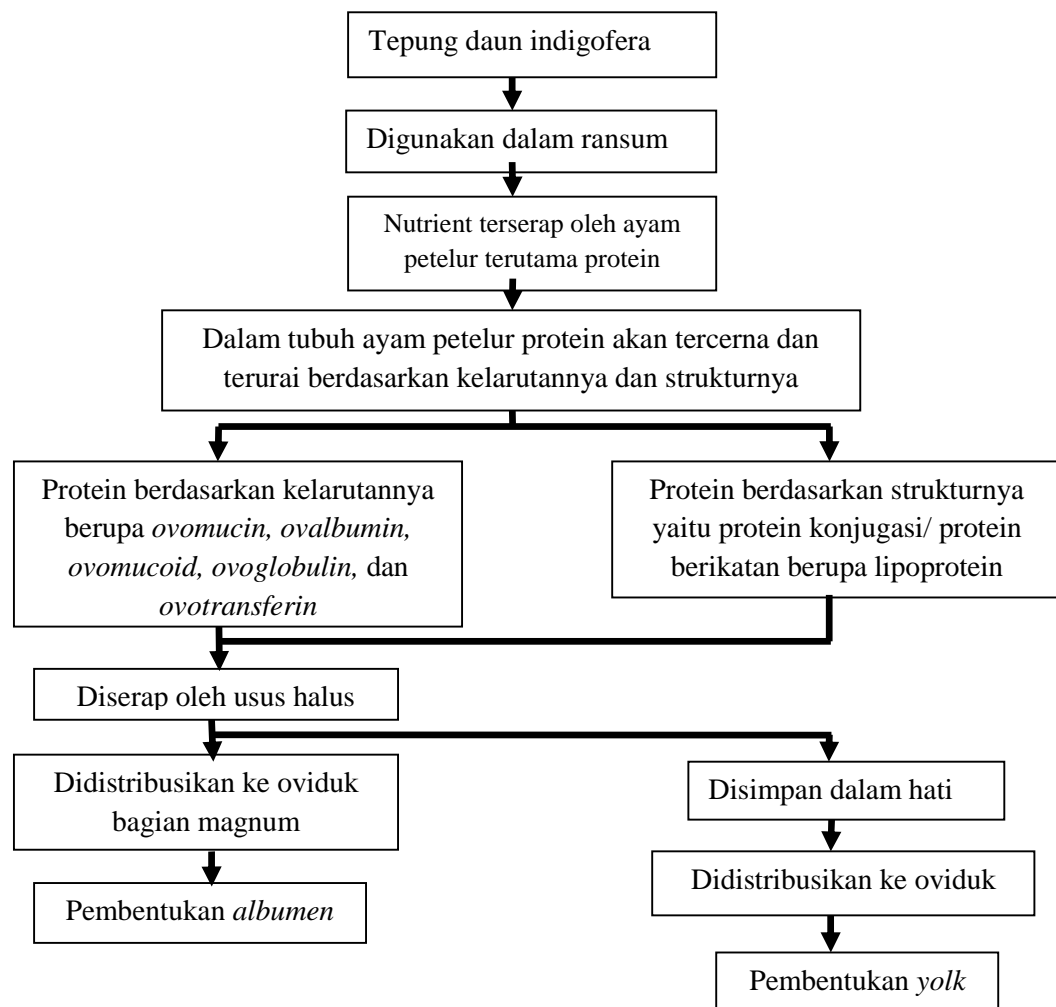 Tepung daun indigofera
Digunakan dalam ransum
Nutrient terserap oleh ayam
petelur terutama protein
Dalam tubuh ayam petelur protein akan tercerna dan
terurai berdasarkan kelarutannya dan strukturnya
Protein berdasarkan kelarutannya
berupa ovomucin, ovalbumin,
ovomucoid, ovoglobulin, dan
ovotransferin
Protein berdasarkan strukturnya
yaitu protein konjugasi/ protein
berikatan berupa lipoprotein
Diserap oleh usus halus
Didistribusikan ke oviduk
bagian magnum
Disimpan dalam hati
Pembentukan albumen
Didistribusikan ke oviduk
Pembentukan yolk